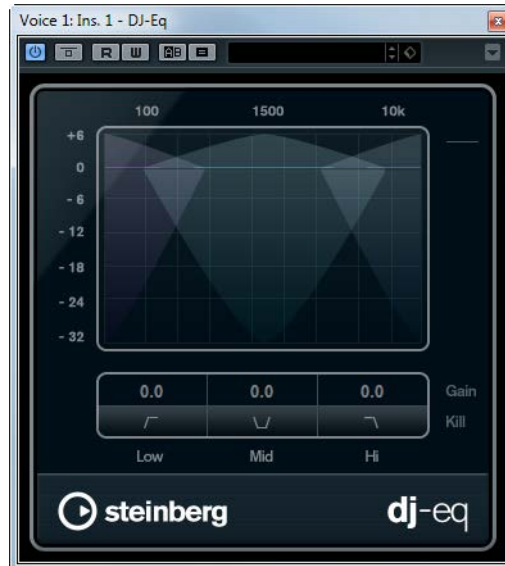 Voice 1: Ins. 1 - DJ-Eq
R W AB
100 1500 10k
+6
0
- 6
- 12
- 18
- 24
- 32
0.0 0.0 0.0 Gain
Kill
Low Mid Hi
steinberg dj-eq